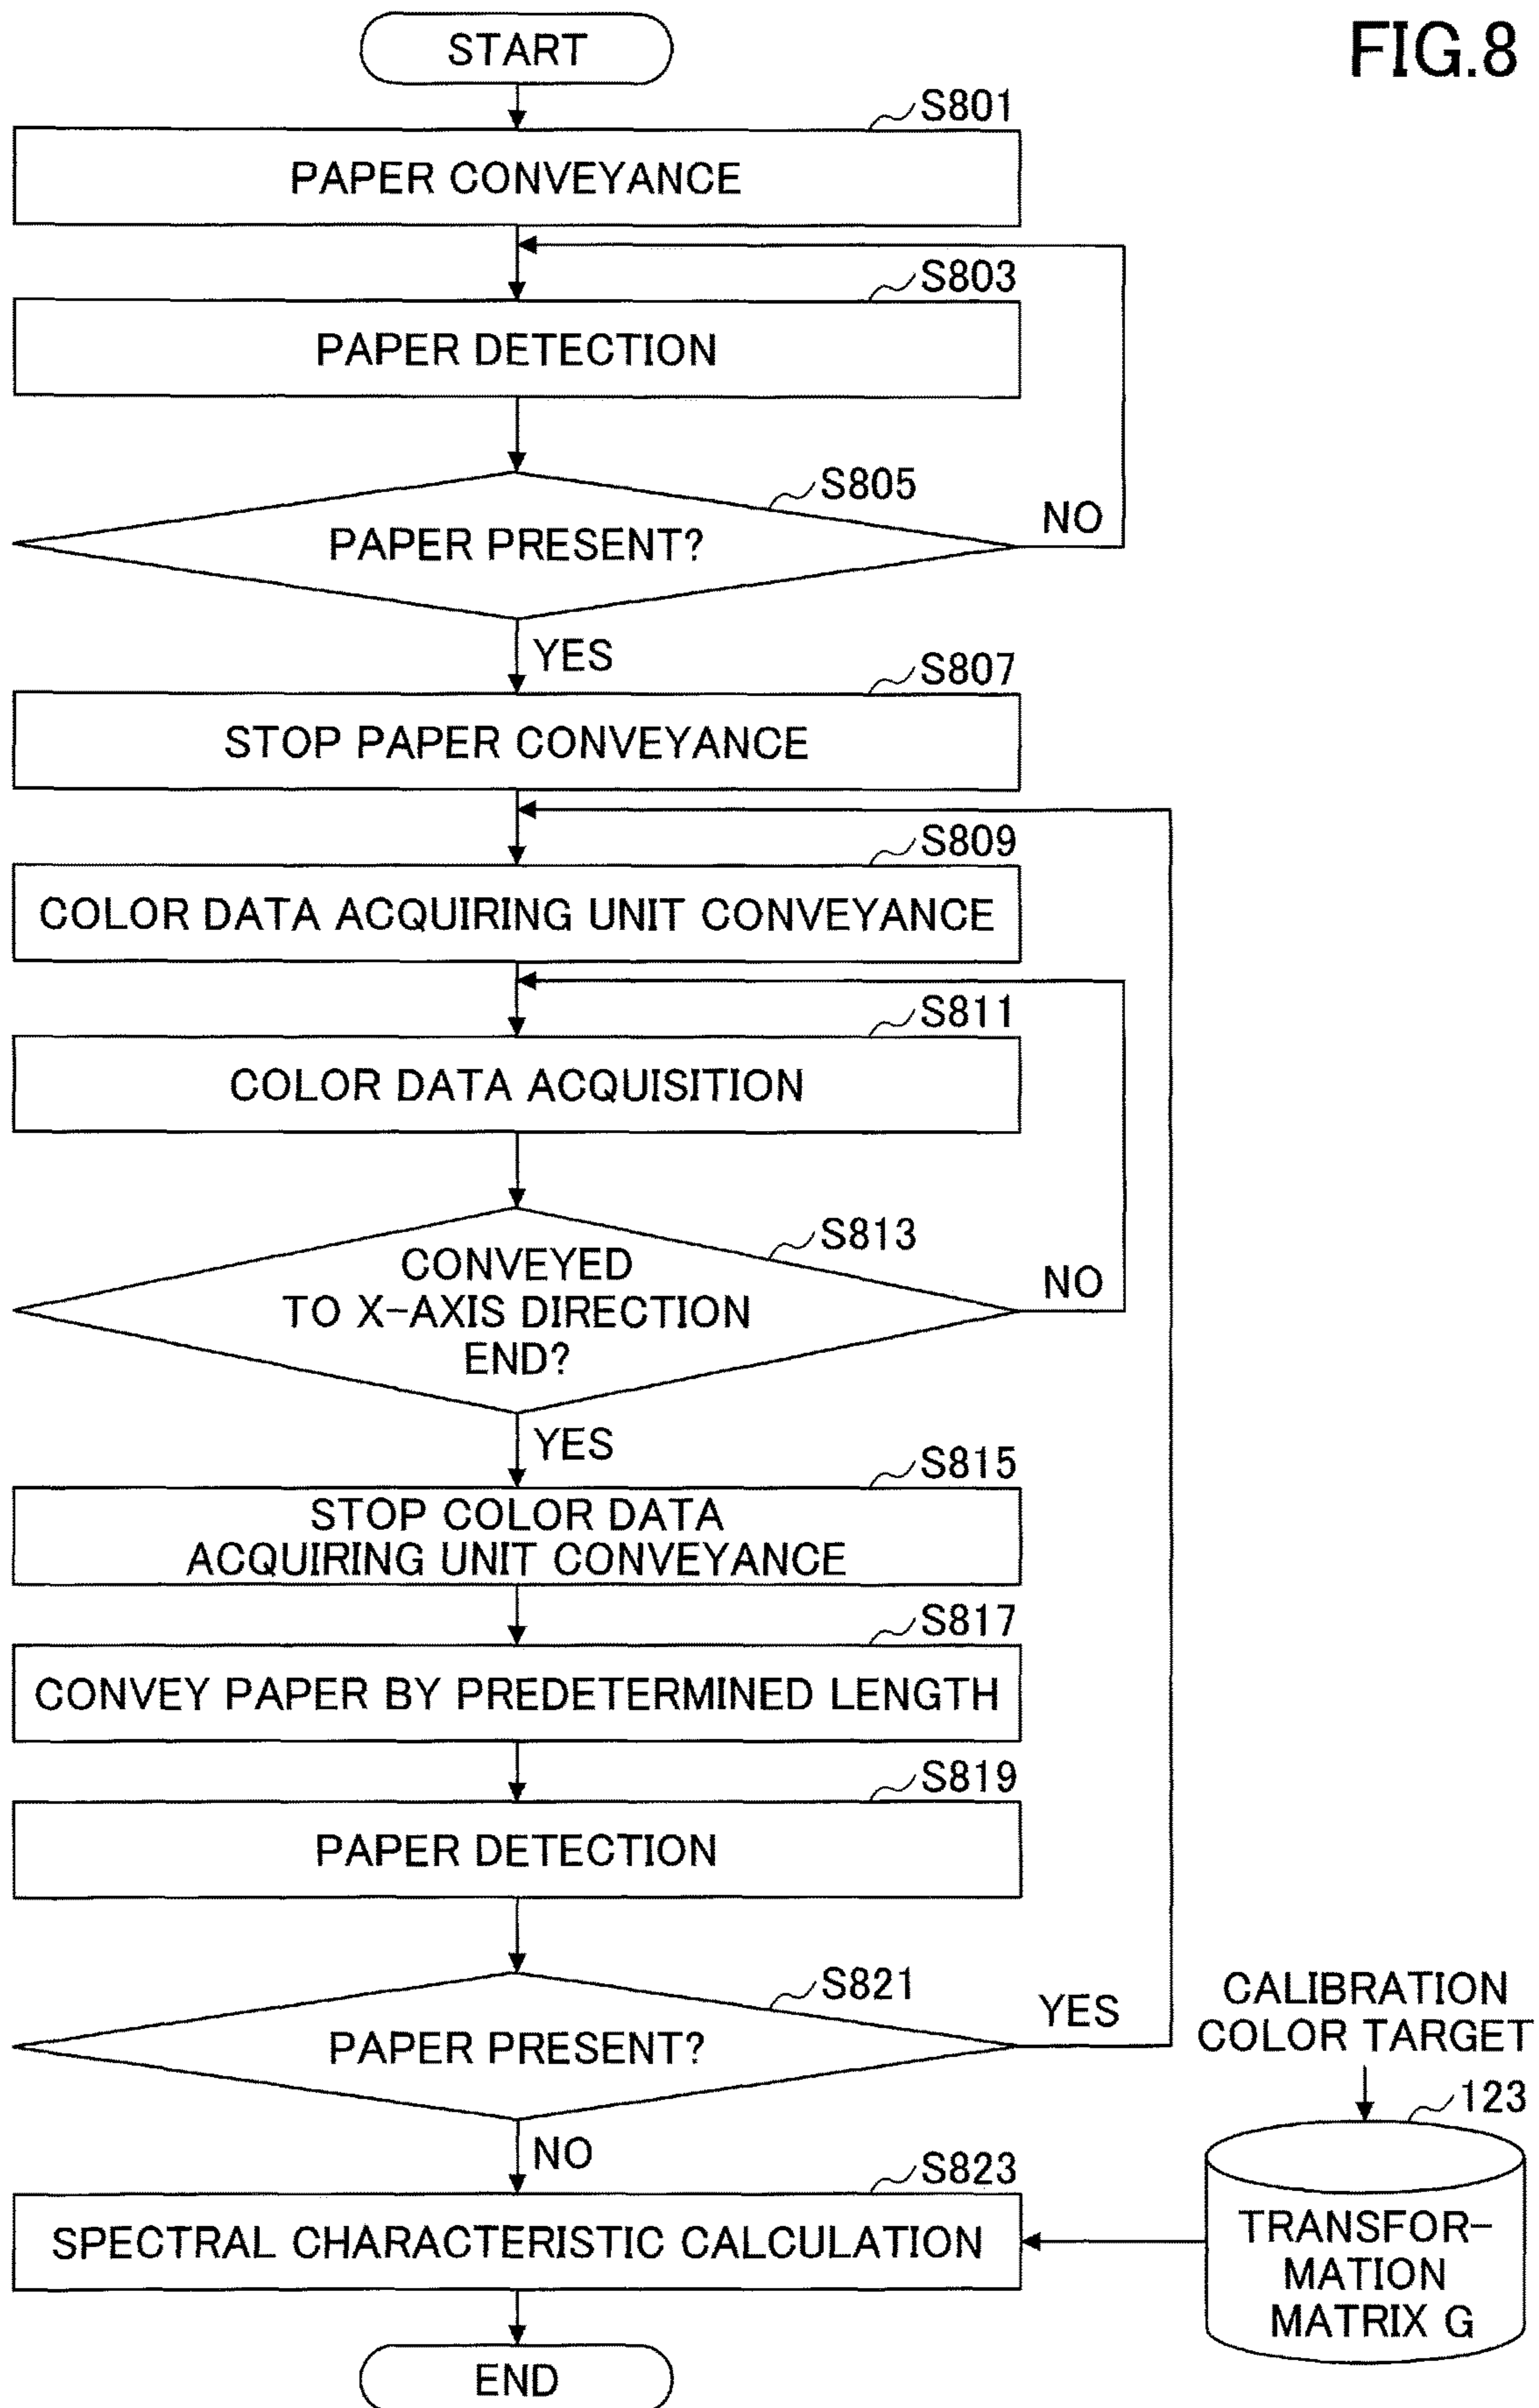 FIG.8
START
S801
PAPER CONVEYANCE
S803
PAPER DETECTION
S805
PAPER PRESENT?
NO
YES
S807
STOP PAPER CONVEYANCE
S809
COLOR DATA ACQUIRING UNIT CONVEYANCE
S811
COLOR DATA ACQUISITION
S813
CONVEYED
TO X-AXIS DIRECTION
END?
NO
YES
S815
STOP COLOR DATA
ACQUIRING UNIT CONVEYANCE
S817
CONVEY PAPER BY PREDETERMINED LENGTH
S819
PAPER DETECTION
S821
PAPER PRESENT?
YES
NO
CALIBRATION
COLOR TARGET
123
TRANSFOR-
MATION
MATRIX G
S823
SPECTRAL CHARACTERISTIC CALCULATION
END